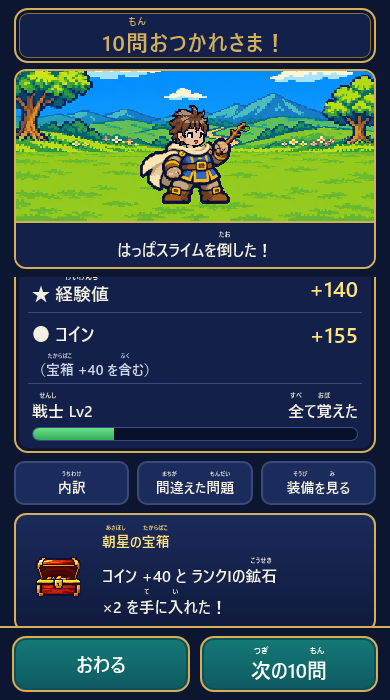 10問おつかれさま！
はっぱスライムを倒した！
★ 経験値 +140
● コイン +155
（宝箱 +40 を含む）
戦士 Lv2 全て覚えた
内訳 間違えた問題 装備を見る
朝星の宝箱
コイン +40 と ランクIの鉱石
×2 を手に入れた！
おわる 次の10問